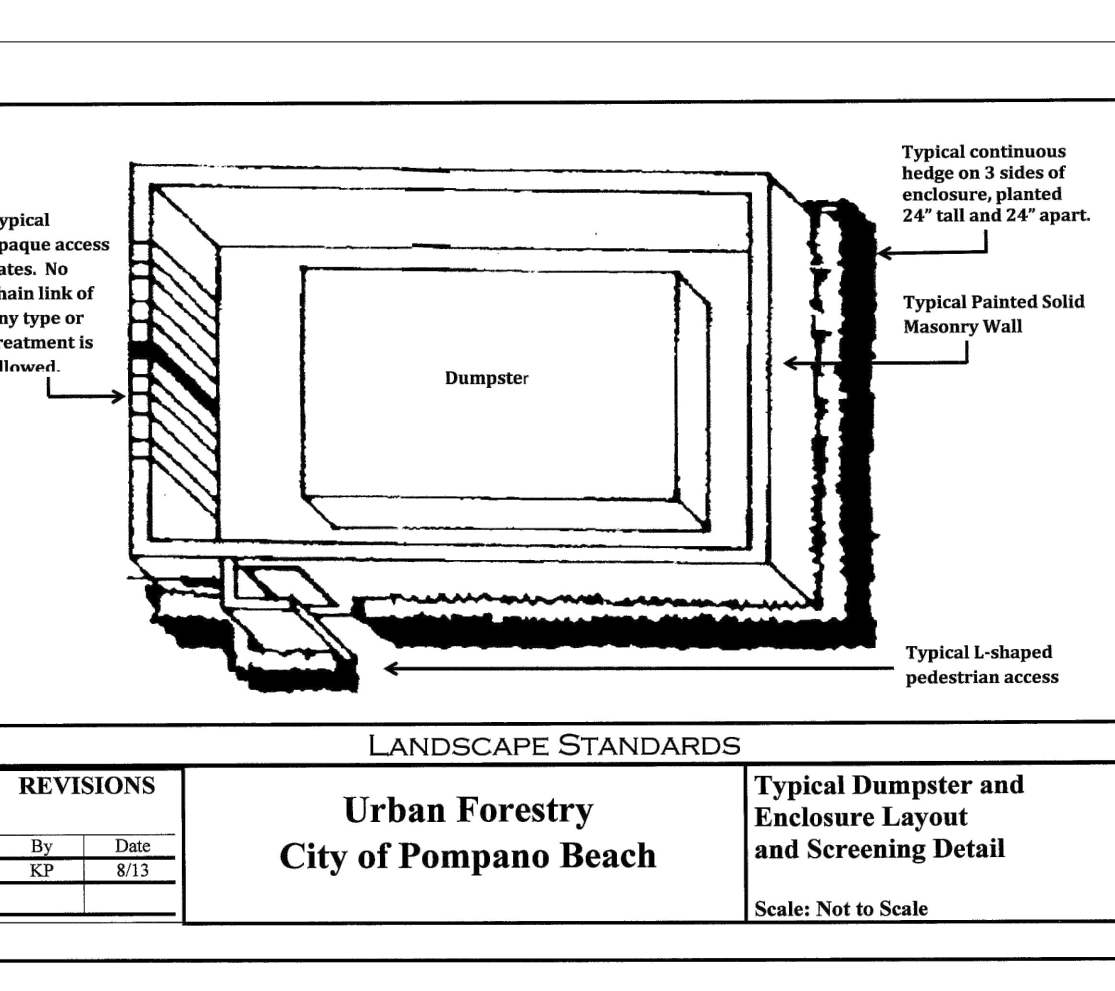 Typical continuous
hedge on 3 sides of
enclosure, planted
24” tall and 24” apart.
ypical
paque access
ates. No
hain link of
ny type or
reatment is
llowed.
Typical Painted Solid
Masonry Wall
Dumpster
Typical L-shaped
pedestrian access
LANDSCAPE STANDARDS
REVISIONS
By Date
KP 8/13
Urban Forestry
City of Pompano Beach
Typical Dumpster and
Enclosure Layout
and Screening Detail
Scale: Not to Scale